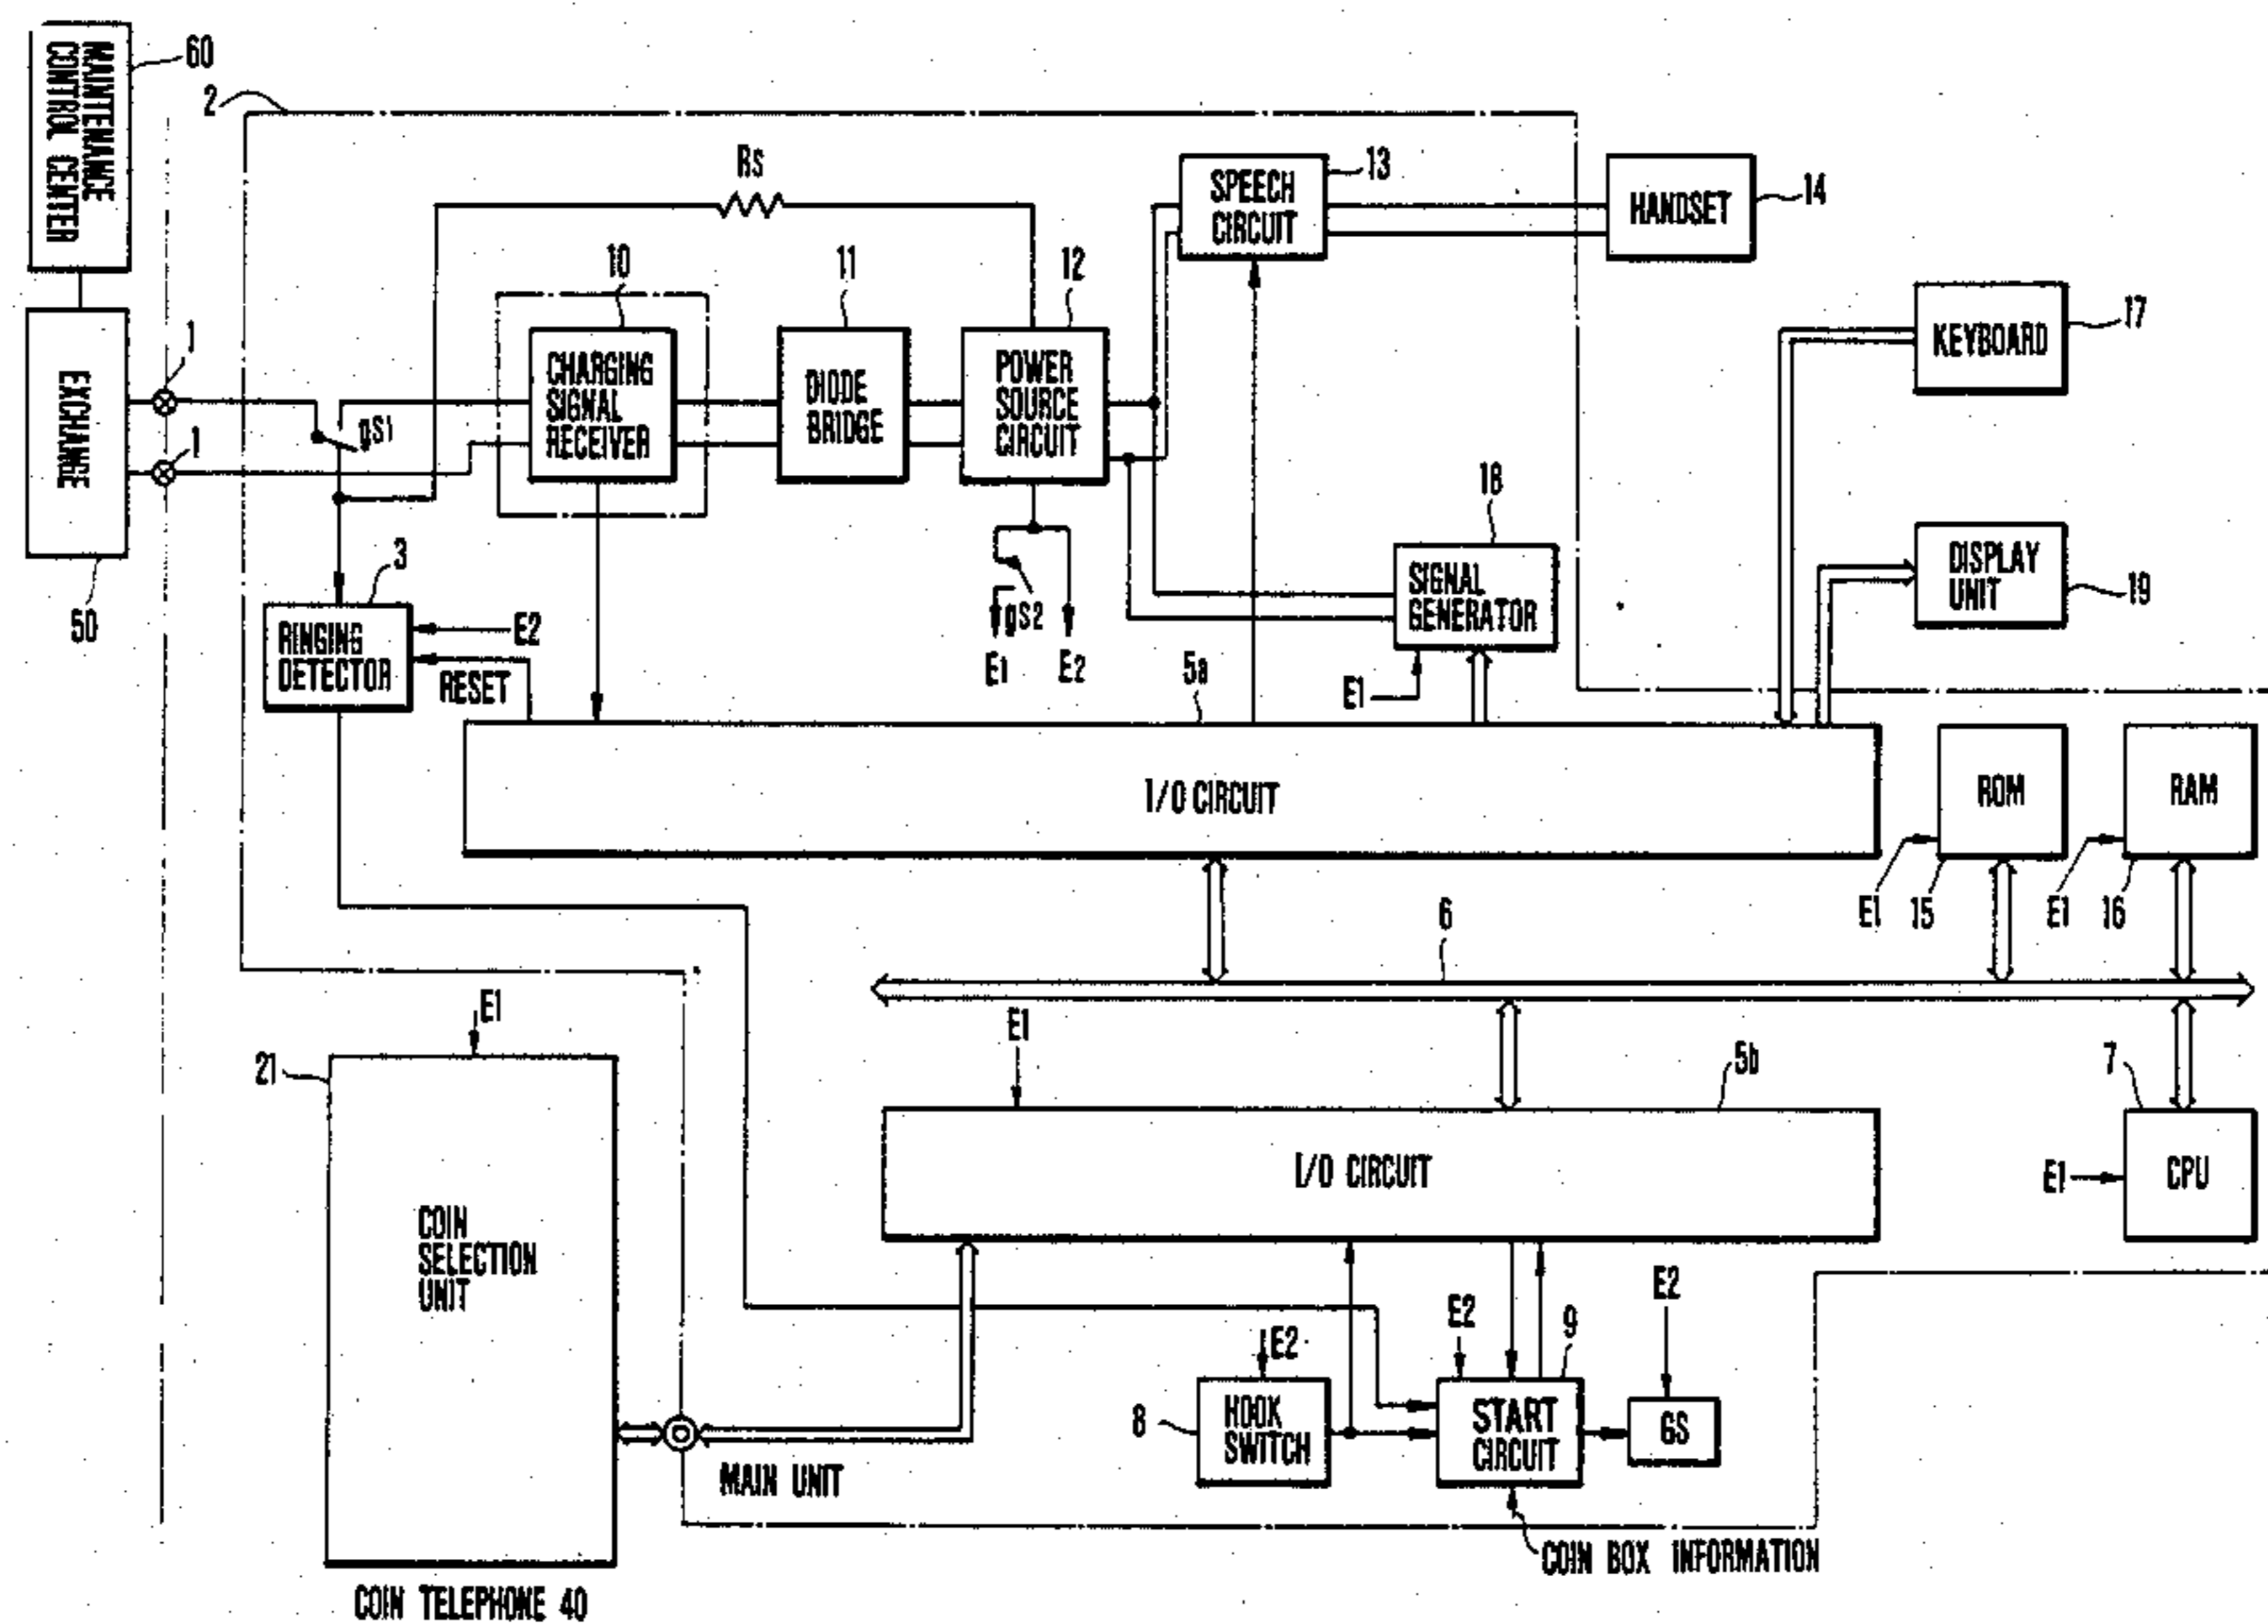 MAINTENANCE
CONTROL CENTER
60
2
Rs
SPEECH
CIRCUIT
13
HANDSET
14
10
11
12
17
KEYBOARD
1
EXCHANGE
gS1
CHARGING
SIGNAL
RECEIVER
DIODE
BRIDGE
POWER
SOURCE
CIRCUIT
1
50
3
RINGING
DETECTOR
E2
RESET
gS2
E1
E2
18
SIGNAL
GENERATOR
E1
DISPLAY
UNIT
19
5a
I/O CIRCUIT
ROM
RAM
E1
15
E1
16
6
E1
21
COIN
SELECTION
UNIT
E1
5b
I/O CIRCUIT
7
E1
CPU
E2
8
HOOK
SWITCH
E2
9
START
CIRCUIT
E2
GS
MAIN UNIT
COIN BOX INFORMATION
COIN TELEPHONE 40